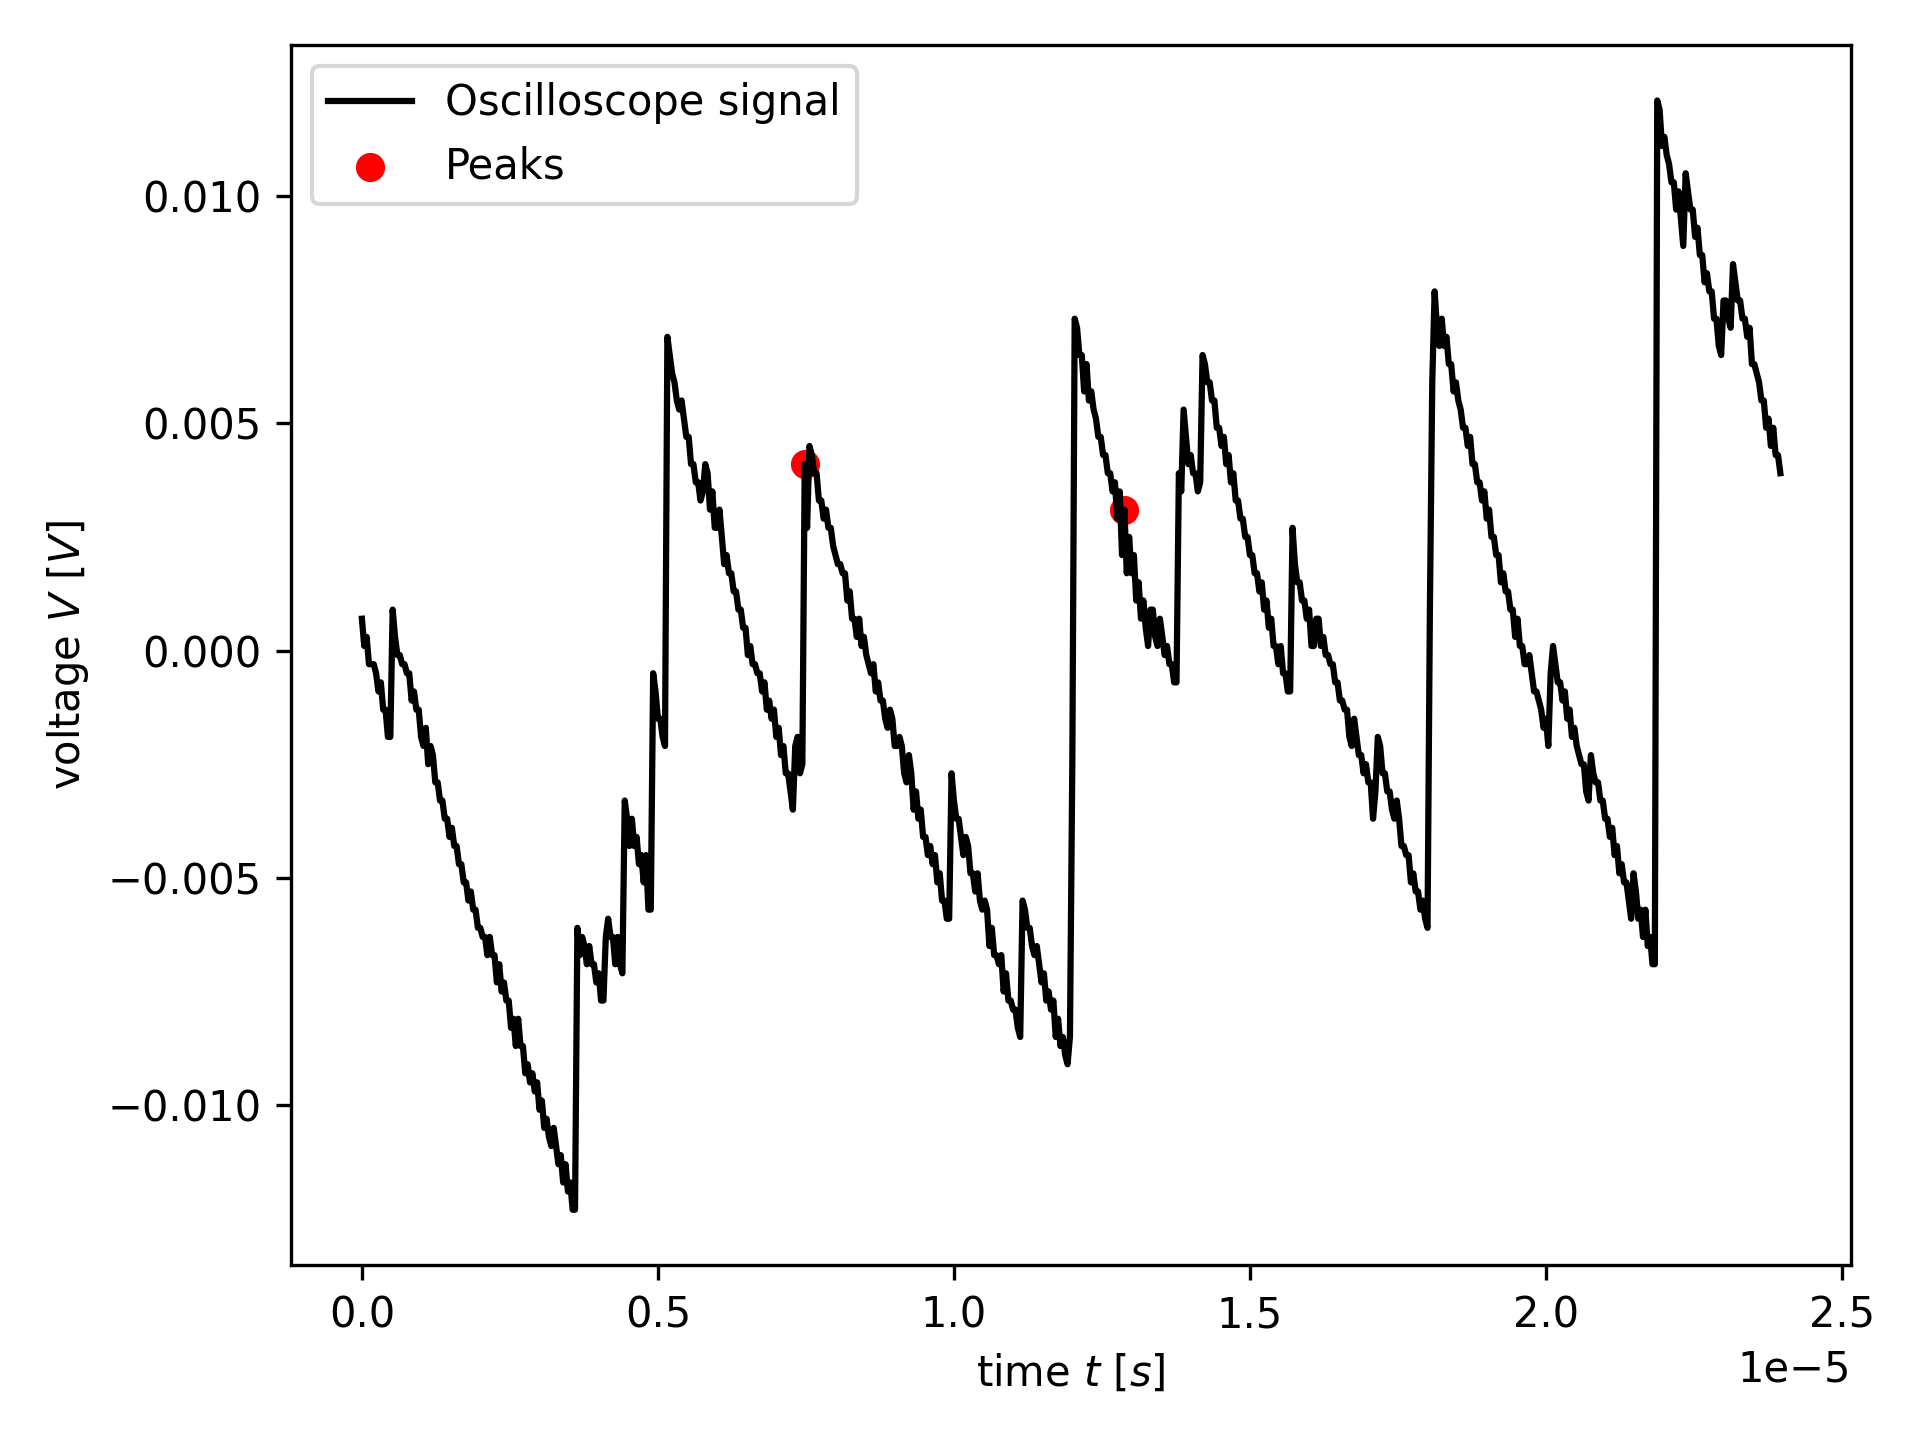 Oscilloscope signal
Peaks
voltage V [V]
0.010
0.005
0.000
−0.005
−0.010
0.0 0.5 1.0 1.5 2.0 2.5
1e−5
time t [s]